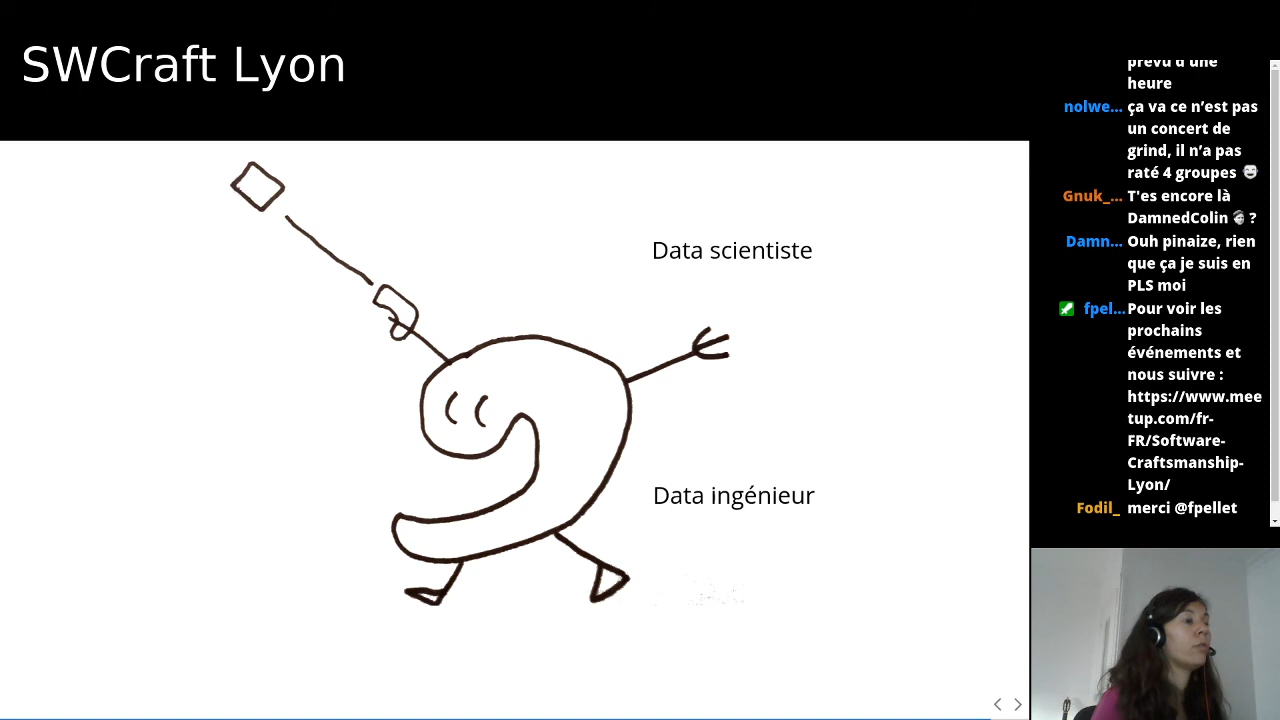 SWCraft Lyon
Data scientiste
Data ingénieur
prévu d'une
heure
nolwe... ça va ce n’est pas
un concert de
grind, il n’a pas
raté 4 groupes
Gnuk_... T'es encore là
DamnedColin ?
Damn... Ouh pinaize, rien
que ça je suis en
PLS moi
fpel... Pour voir les
prochains
événements et
nous suivre :
https://www.mee
tup.com/fr-
FR/Software-
Craftsmanship-
Lyon/
Fodil_ merci @fpellet